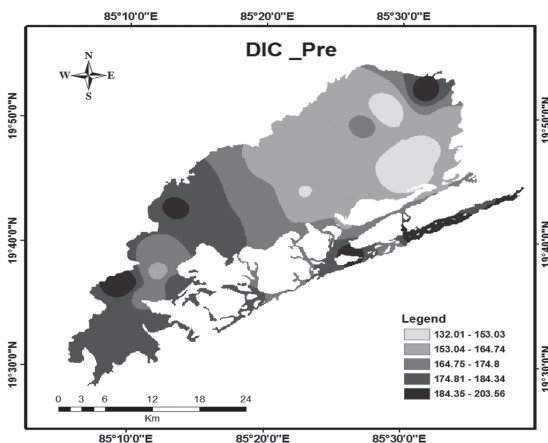 85°10'0"E 85°20'0"E 85°30'0"E
DIC _Pre
N
W E
S
19°50'0"N 19°50'0"N
19°40'0"N 19°40'0"N
19°30'0"N 19°30'0"N
Legend
132.01 - 153.03
153.04 - 164.74
164.75 - 174.8
174.81 - 184.34
184.35 - 203.56
0 3 6 12 18 24
Km
85°10'0"E 85°20'0"E 85°30'0"E